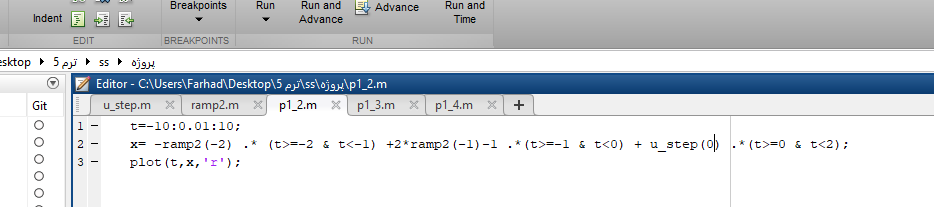 Breakpoints
Run
Run and
Advance
Advance
Run and
Time
Indent
EDIT
BREAKPOINTS
RUN
esktop ▸ ترم 5 ▸ ss ▸ پروژه
Editor - C:\Users\Farhad\Desktop\ترم 5\ss\پروژه\p1_2.m
Git
u_step.m × ramp2.m × p1_2.m × p1_3.m × p1_4.m × +
1 - t=-10:0.01:10;
2 - x= -ramp2(-2) .* (t>=-2 & t<-1) +2*ramp2(-1)-1 .*(t>=-1 & t<0) + u_step(0) .*(t>=0 & t<2);
3 - plot(t,x,'r');